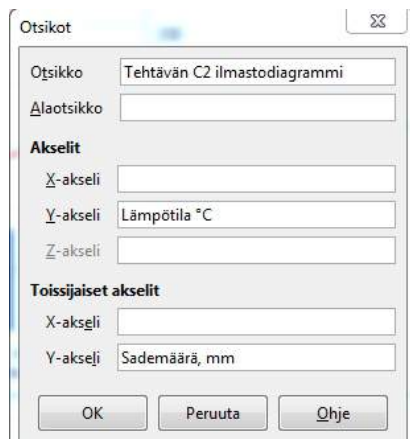 Otsikot
Otsikko Tehtävän C2 ilmastodiagrammi
Alaotsikko
Akselit
X-akseli
Y-akseli Lämpötila °C
Z-akseli
Toissijaiset akselit
X-akseli
Y-akseli Sademäärä, mm
OK Peruuta Ohje